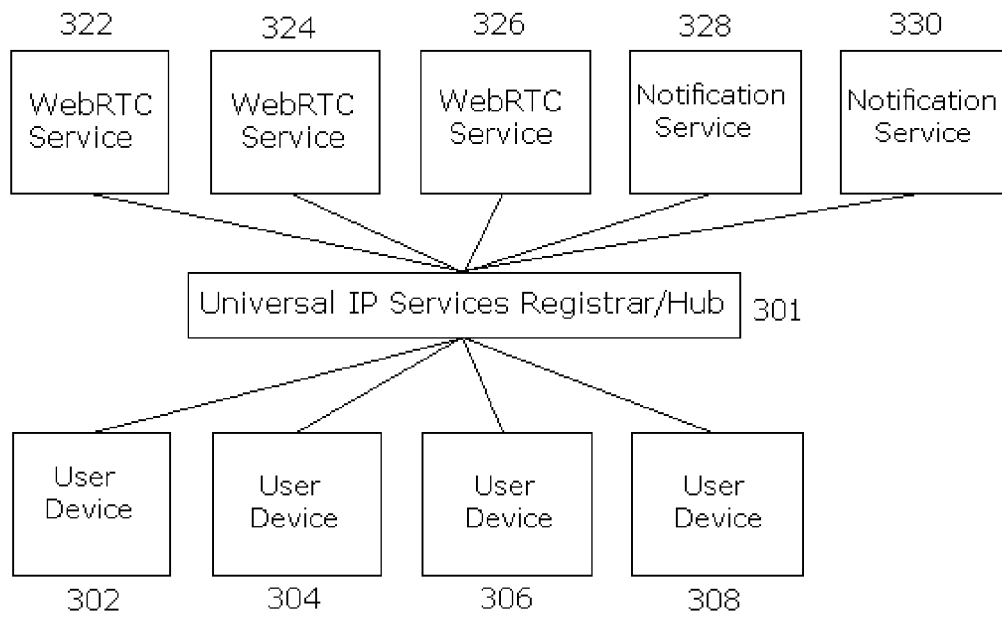 322 324 326 328 330
WebRTC Service
WebRTC Service
WebRTC Service
Notification Service
Notification Service
Universal IP Services Registrar/Hub 301
User Device
User Device
User Device
User Device
302 304 306 308